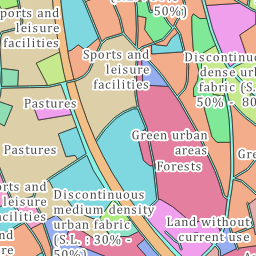 Sports and
leisure
facilities
50%)
Sports and
leisure
facilities
Discontinuous
dense urban
fabric (S.L. :
50% - 80%)
Pastures
Green urban
areas
Forests
Pastures
Sports and
leisure
facilities
Discontinuous
medium density
urban fabric
(S.L. : 30% -
50%)
Land without
current use